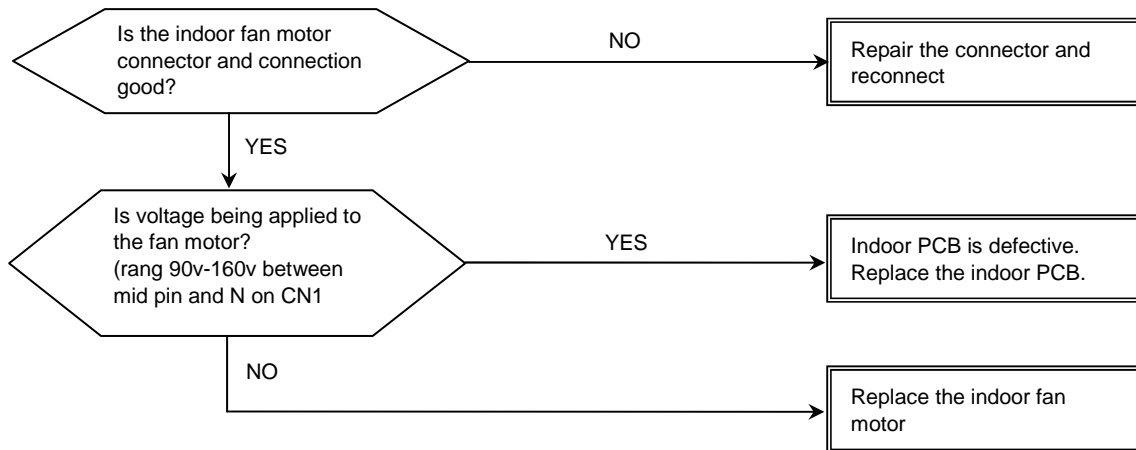 Is the indoor fan motor
connector and connection
good?
NO
Repair the connector and
reconnect
YES
Is voltage being applied to
the fan motor?
(rang 90v-160v between
mid pin and N on CN1
YES
Indoor PCB is defective.
Replace the indoor PCB.
NO
Replace the indoor fan
motor